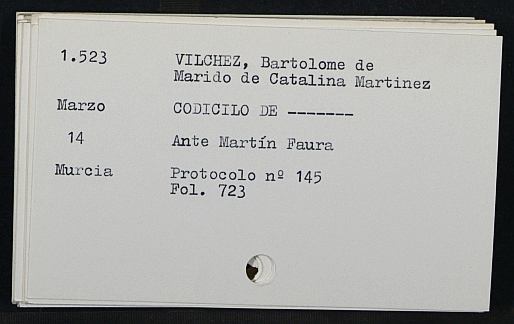 1.523 VILCHEZ, Bartolome de
Marido de Catalina Martinez
Marzo CODICILO DE -------
14 Ante Martín Faura
Murcia Protocolo nº 145
Fol. 723